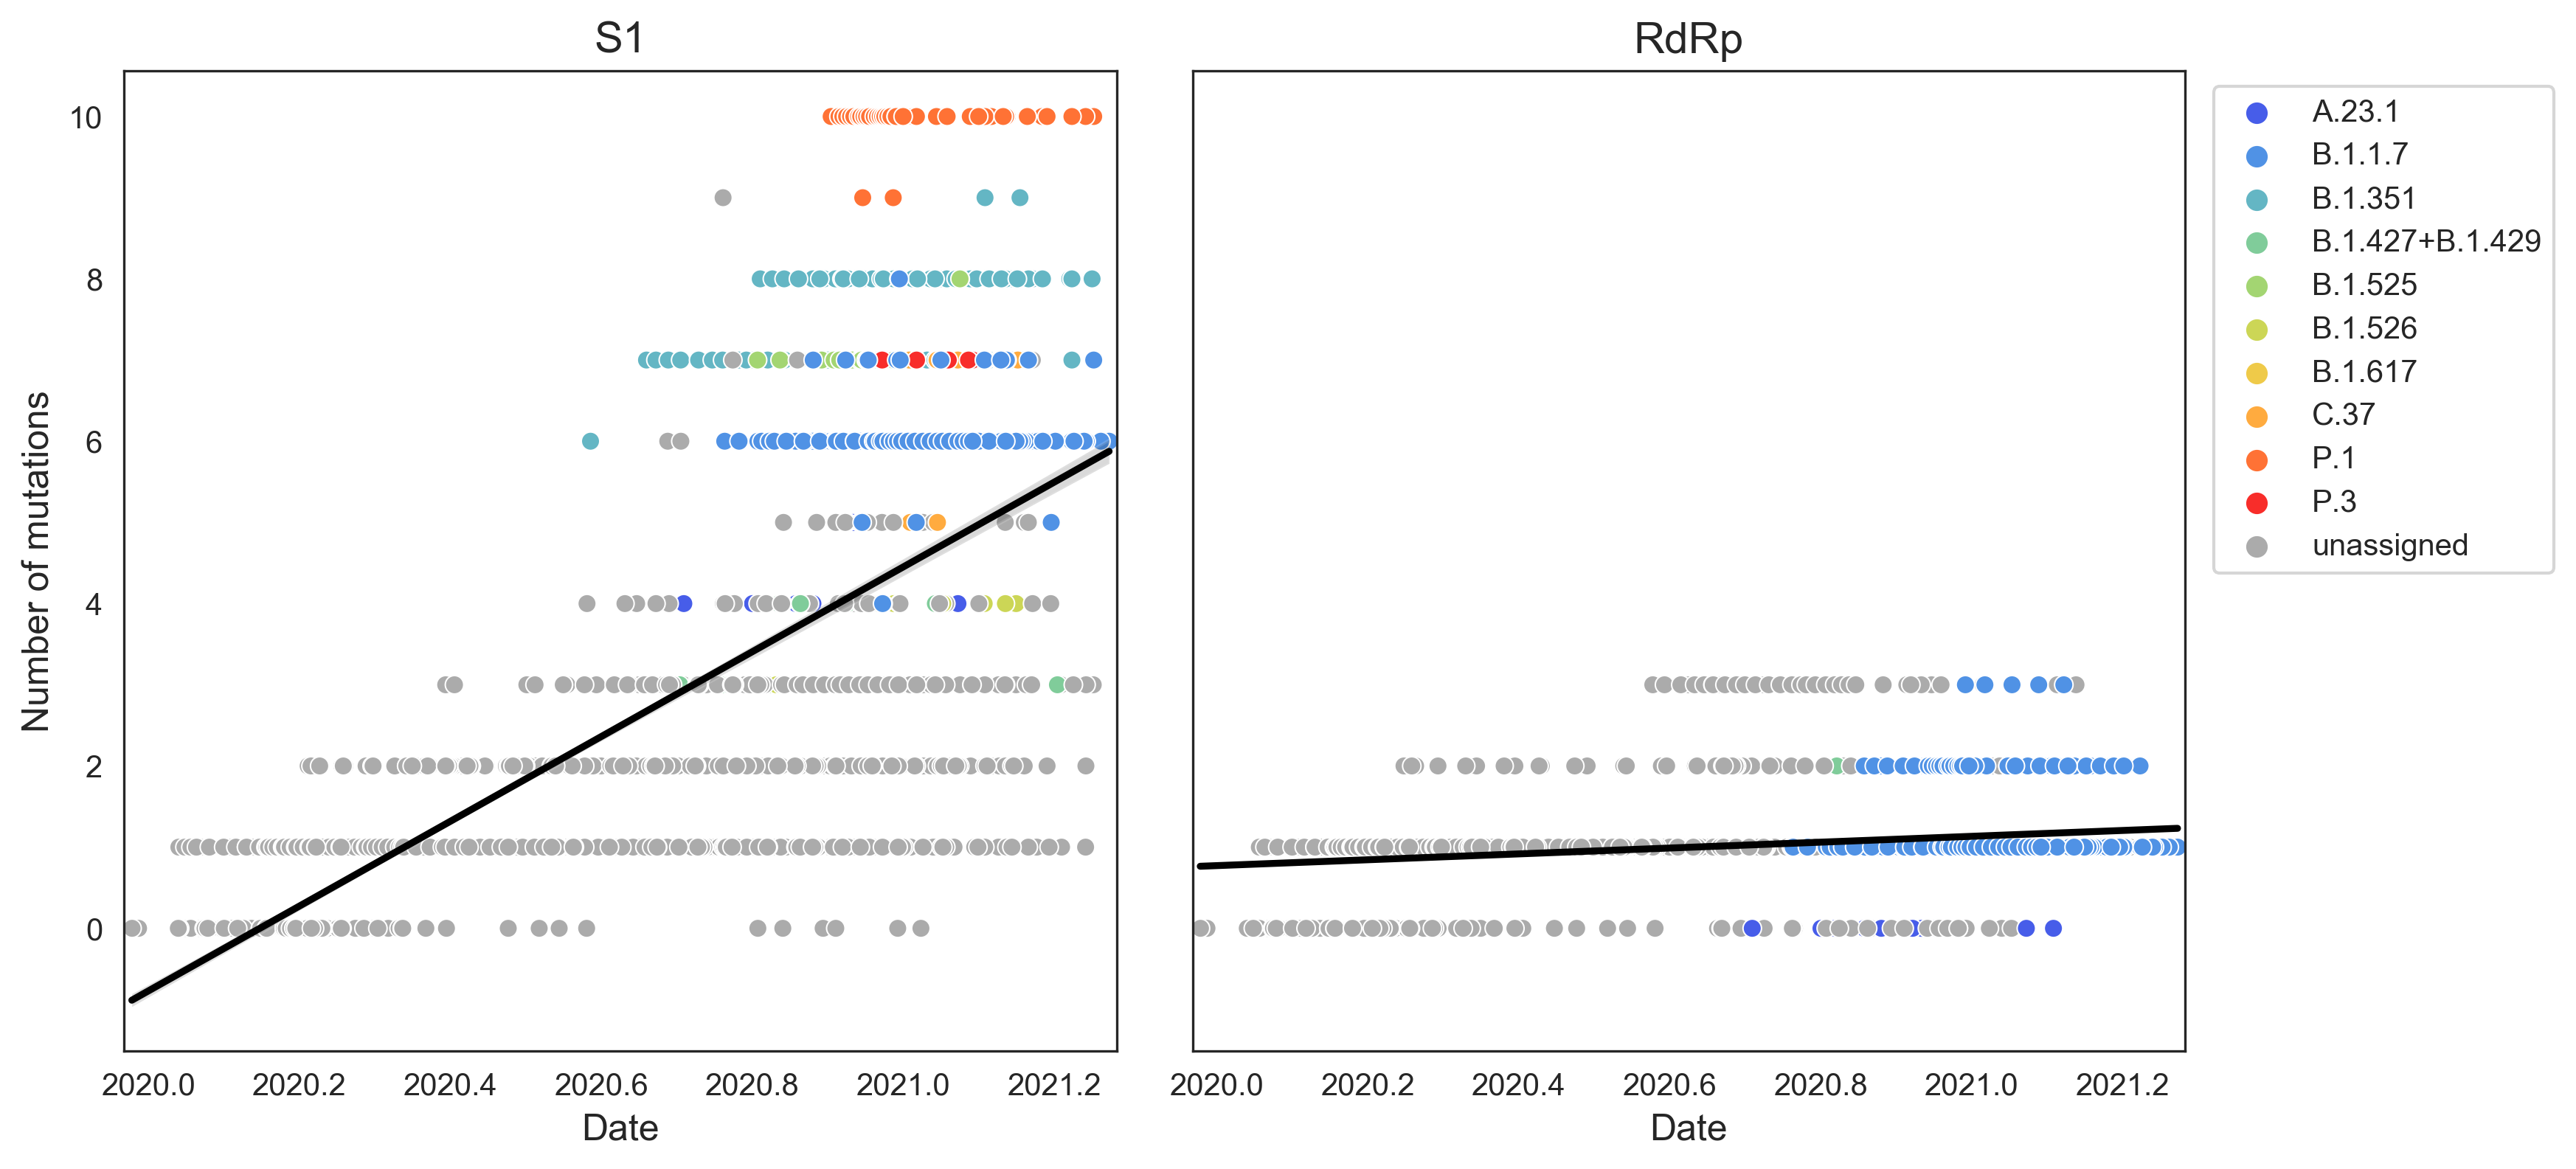 S1
RdRp
Number of mutations
10
8
6
4
2
0
2020.0 2020.2 2020.4 2020.6 2020.8 2021.0 2021.2
Date
2020.0 2020.2 2020.4 2020.6 2020.8 2021.0 2021.2
Date
A.23.1
B.1.1.7
B.1.351
B.1.427+B.1.429
B.1.525
B.1.526
B.1.617
C.37
P.1
P.3
unassigned